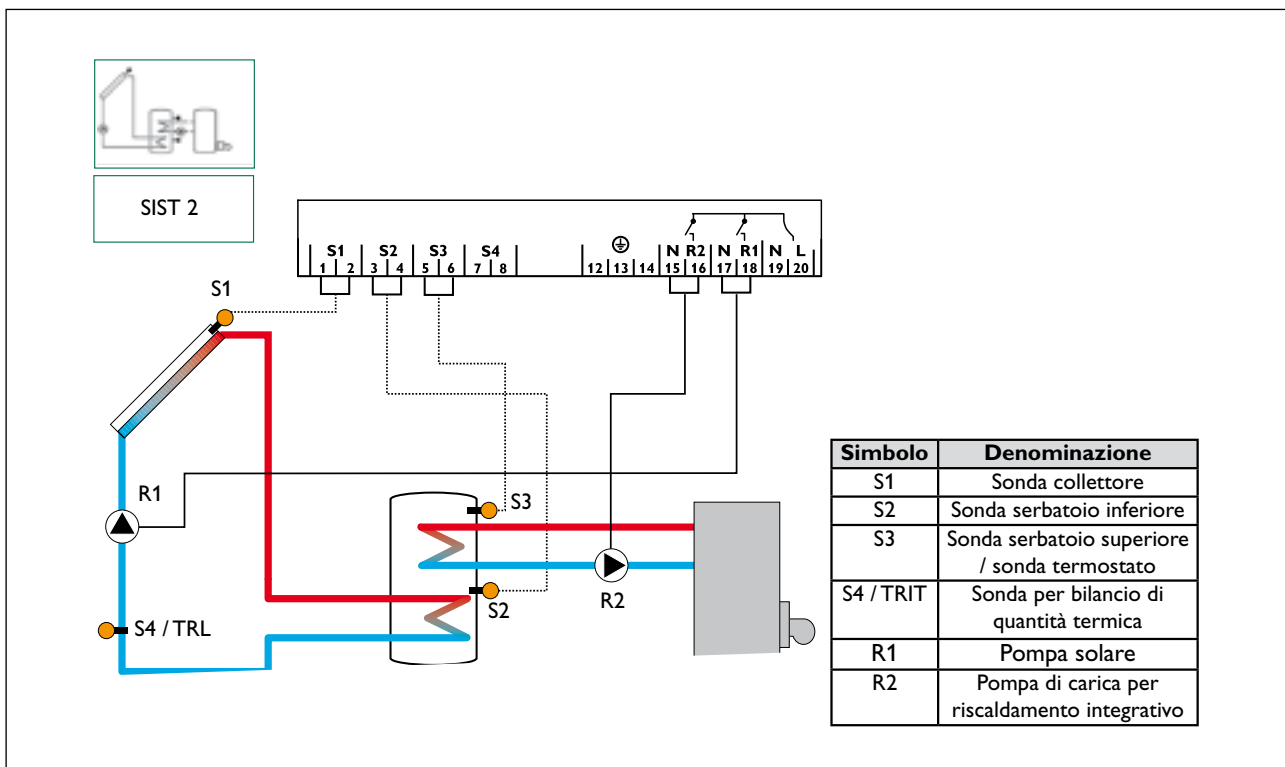 SIST 2
S1 S2 S3 S4 N R2 N R1 N L
1 2 3 4 5 6 7 8 12 13 14 15 16 17 18 19 20
S1
R1
S3
S2
R2
S4 / TRL
Simbolo Denominazione
S1 Sonda collettore
S2 Sonda serbatoio inferiore
S3 Sonda serbatoio superiore
/ sonda termostato
S4 / TRIT Sonda per bilancio di
quantità termica
R1 Pompa solare
R2 Pompa di carica per
riscaldamento integrativo